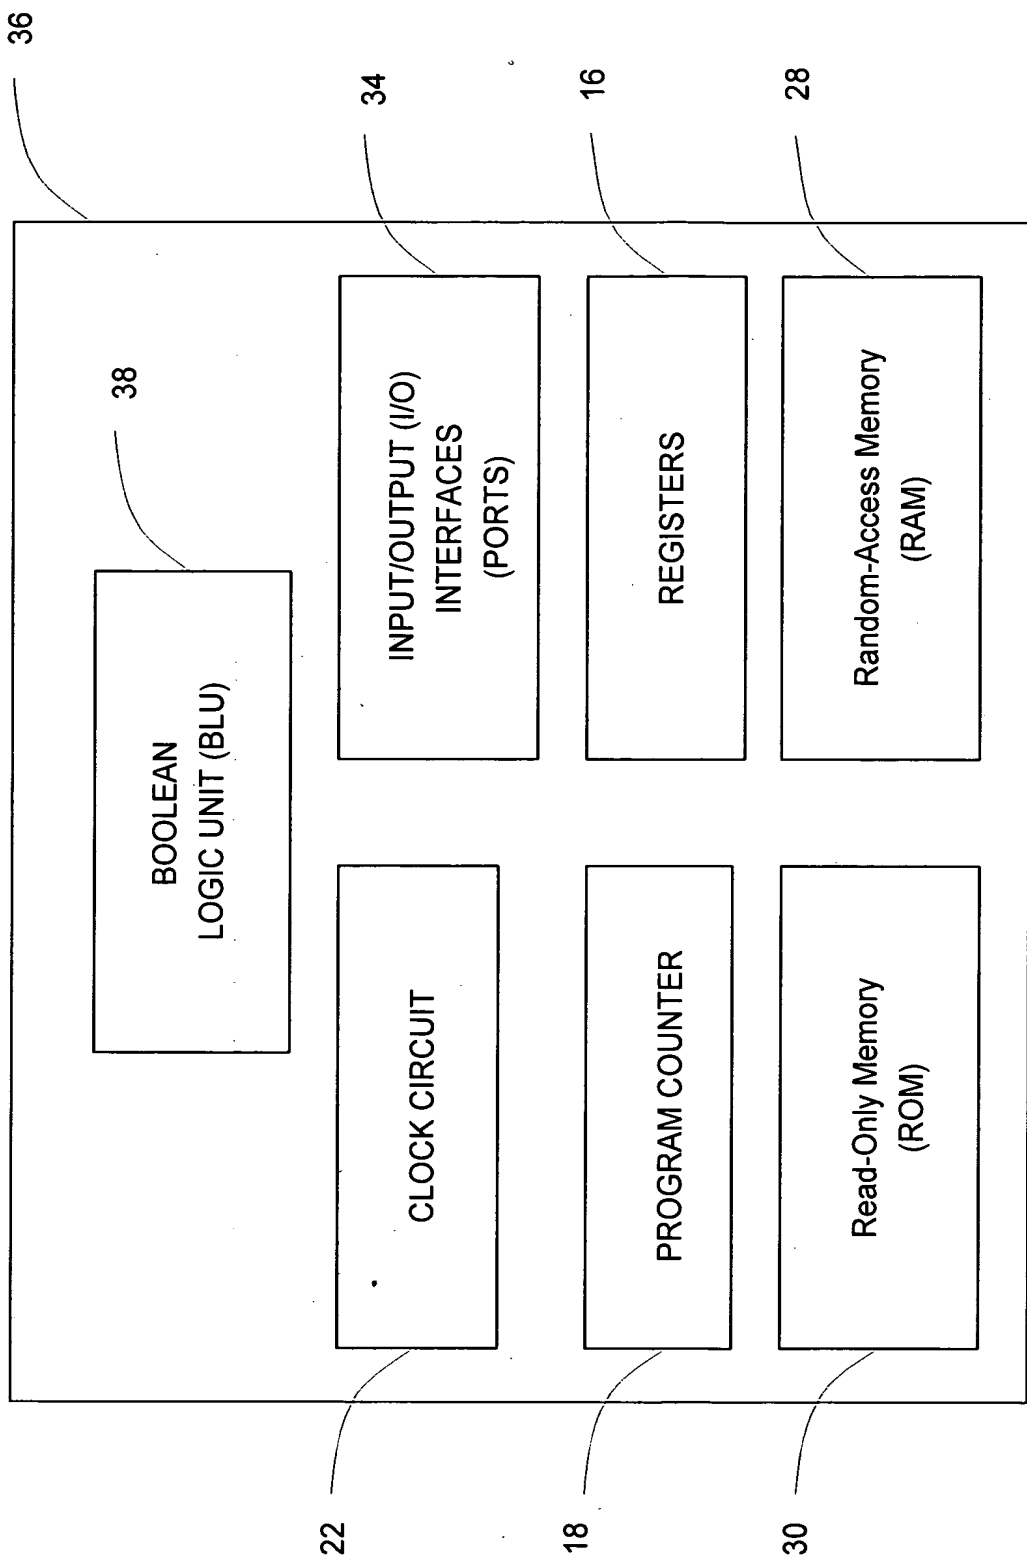 36
38
BOOLEAN
LOGIC UNIT (BLU)
22
CLOCK CIRCUIT
INPUT/OUTPUT (I/O)
INTERFACES
(PORTS)
34
18
PROGRAM COUNTER
REGISTERS
16
30
Read-Only Memory
(ROM)
Random-Access Memory
(RAM)
28